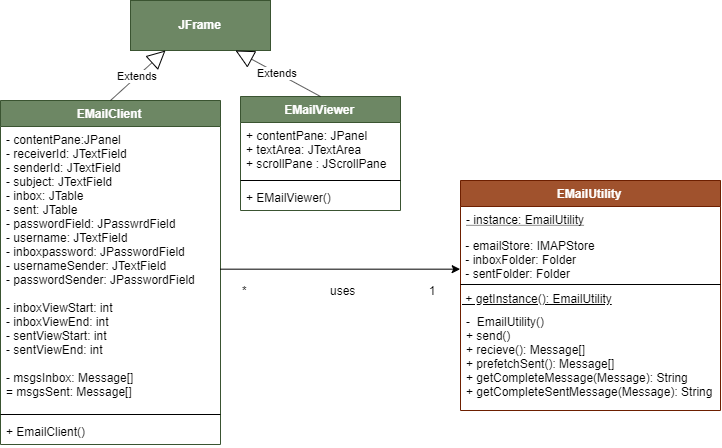 JFrame
Extends
Extends
EMailClient
- contentPane:JPanel
- receiverId: JTextField
- senderId: JTextField
- subject: JTextField
- inbox: JTable
- sent: JTable
- passwordField: JPasswrdField
- username: JTextField
- inboxpassword: JPasswordField
- usernameSender: JTextField
- passwordSender: JPasswordField
- inboxViewStart: int
- inboxViewEnd: int
- sentViewStart: int
- sentViewEnd: int
- msgsInbox: Message[]
= msgsSent: Message[]
+ EmailClient()
EMailViewer
+ contentPane: JPanel
+ textArea: JTextArea
+ scrollPane : JScrollPane
+ EMailViewer()
* uses 1
EMailUtility
- instance: EmailUtility
- emailStore: IMAPStore
- inboxFolder: Folder
- sentFolder: Folder
+ getInstance(): EmailUtility
- EmailUtility()
+ send()
+ recieve(): Message[]
+ prefetchSent(): Message[]
+ getCompleteMessage(Message): String
+ getCompleteSentMessage(Message): String